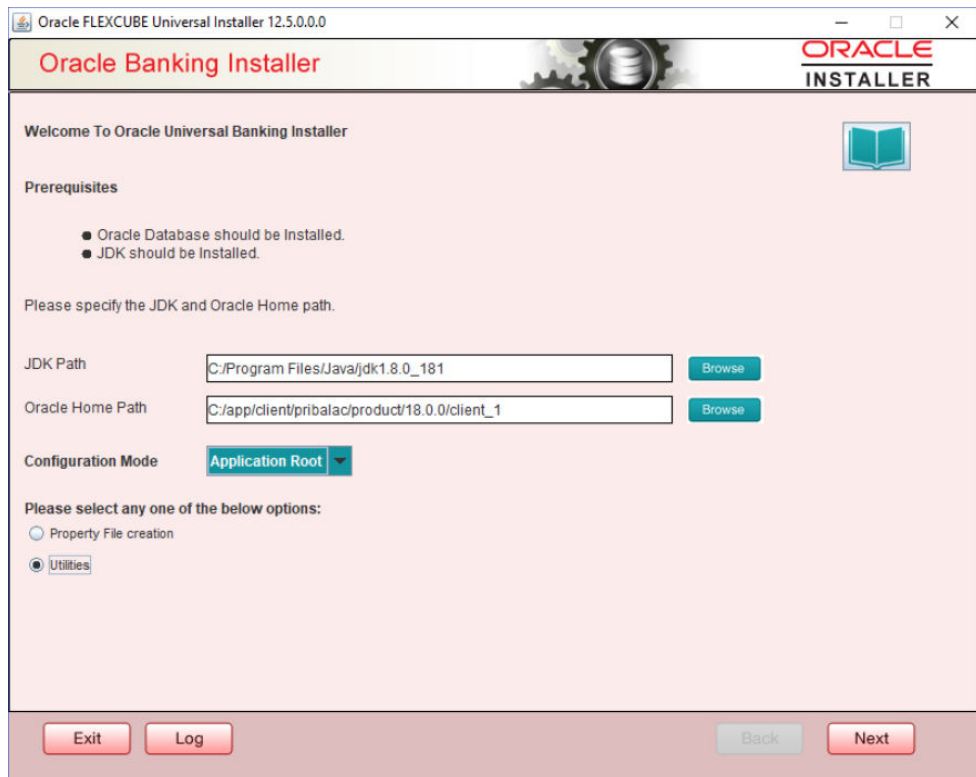 Oracle FLEXCUBE Universal Installer 12.5.0.0.0
Oracle Banking Installer
ORACLE
INSTALLER
Welcome To Oracle Universal Banking Installer
Prerequisites
Oracle Database should be Installed.
JDK should be Installed.
Please specify the JDK and Oracle Home path.
JDK Path C:/Program Files/Java/jdk1.8.0_181 Browse
Oracle Home Path C:/app/client/pribalac/product/18.0.0/client_1 Browse
Configuration Mode Application Root
Please select any one of the below options:
Property File creation
Utilities
Exit Log Back Next